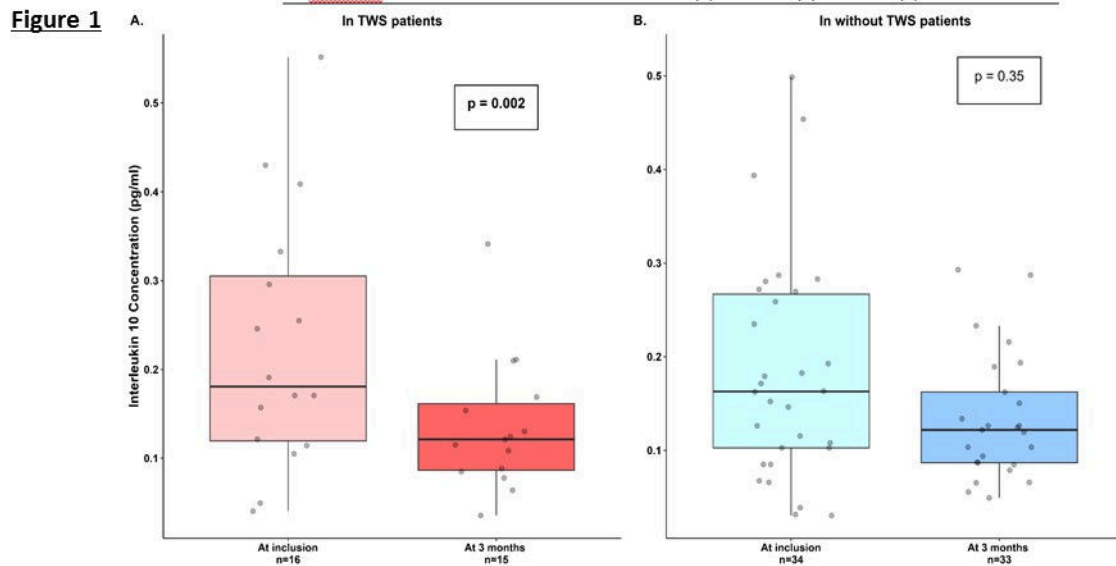 Figure 1
A.
In TWS patients
B.
In without TWS patients
Interleukin 10 Concentration (pg/ml)
0.5
0.4
0.3
0.2
0.1
p = 0.002
At inclusion
n=16
At 3 months
n=15
0.5
0.4
0.3
0.2
0.1
p = 0.35
At inclusion
n=34
At 3 months
n=33